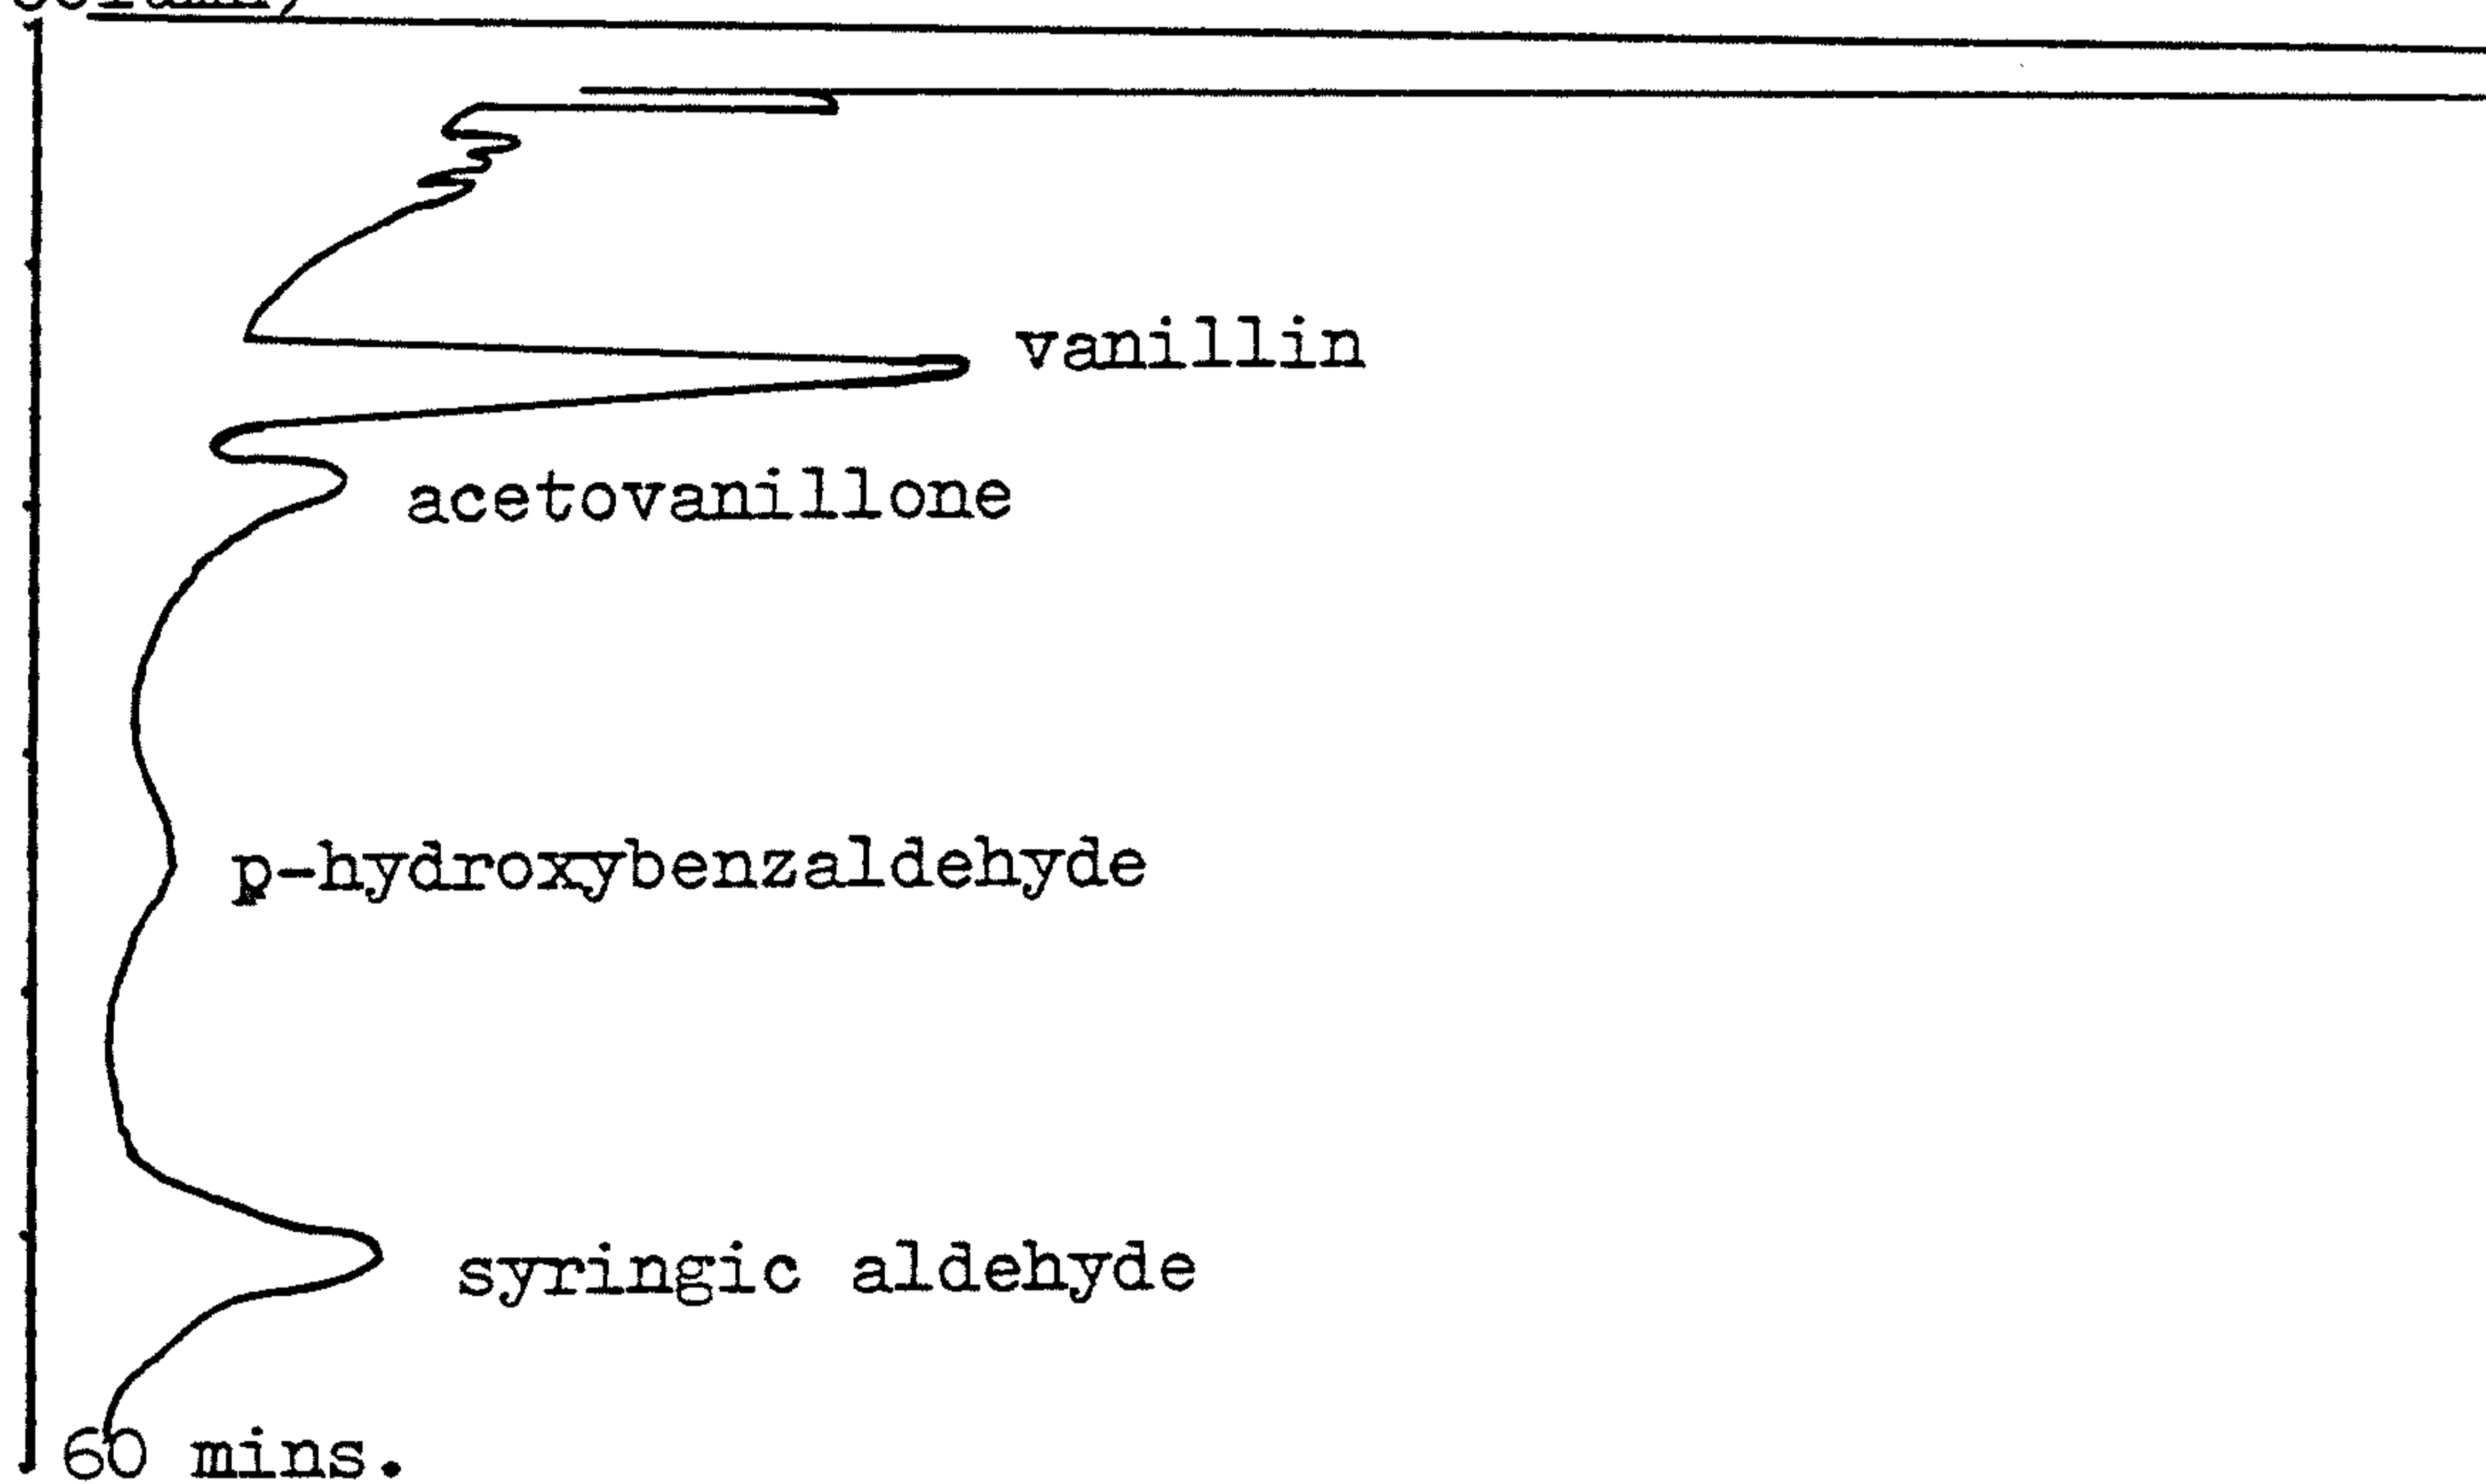 vanillin
acetovanillone
p-hydroxybenzaldehyde
syringic aldehyde
60 mins.